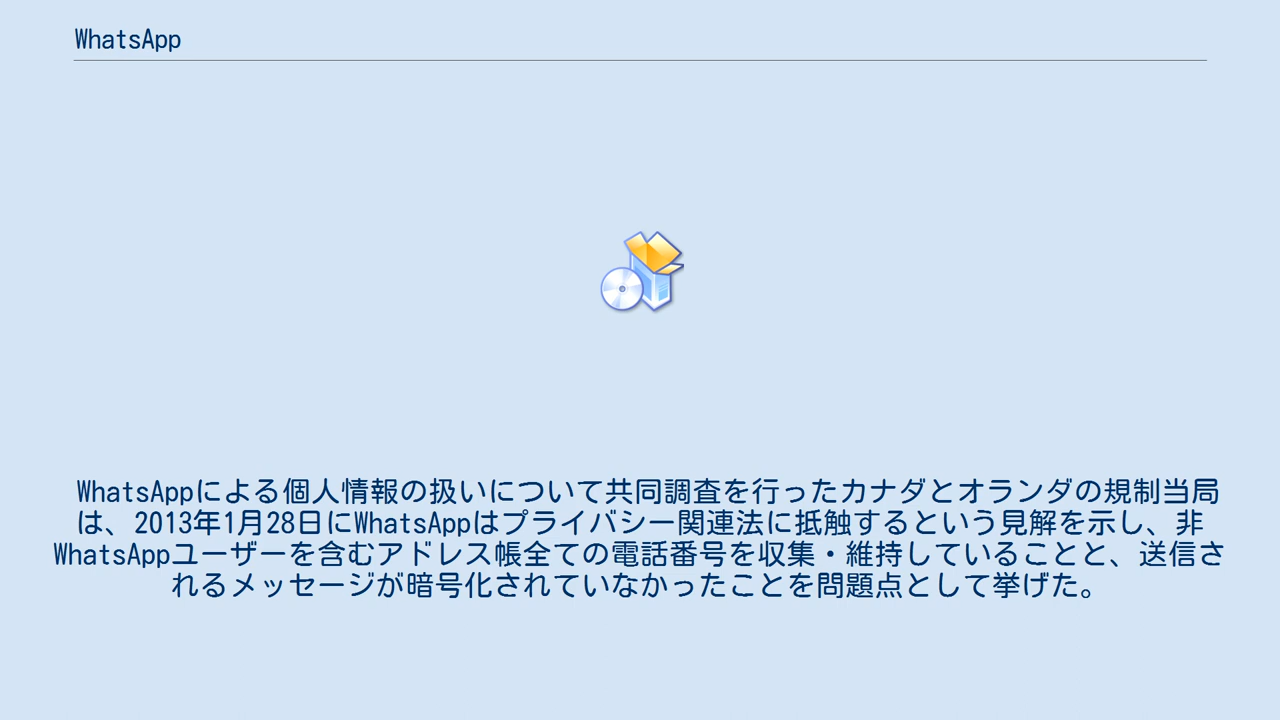 WhatsApp
WhatsAppによる個人情報の扱いについて共同調査を行ったカナダとオランダの規制当局
は、2013年1月28日にWhatsAppはプライバシー関連法に抵触するという見解を示し、非
WhatsAppユーザーを含むアドレス帳全ての電話番号を収集・維持していることと、送信さ
れるメッセージが暗号化されていなかったことを問題点として挙げた。